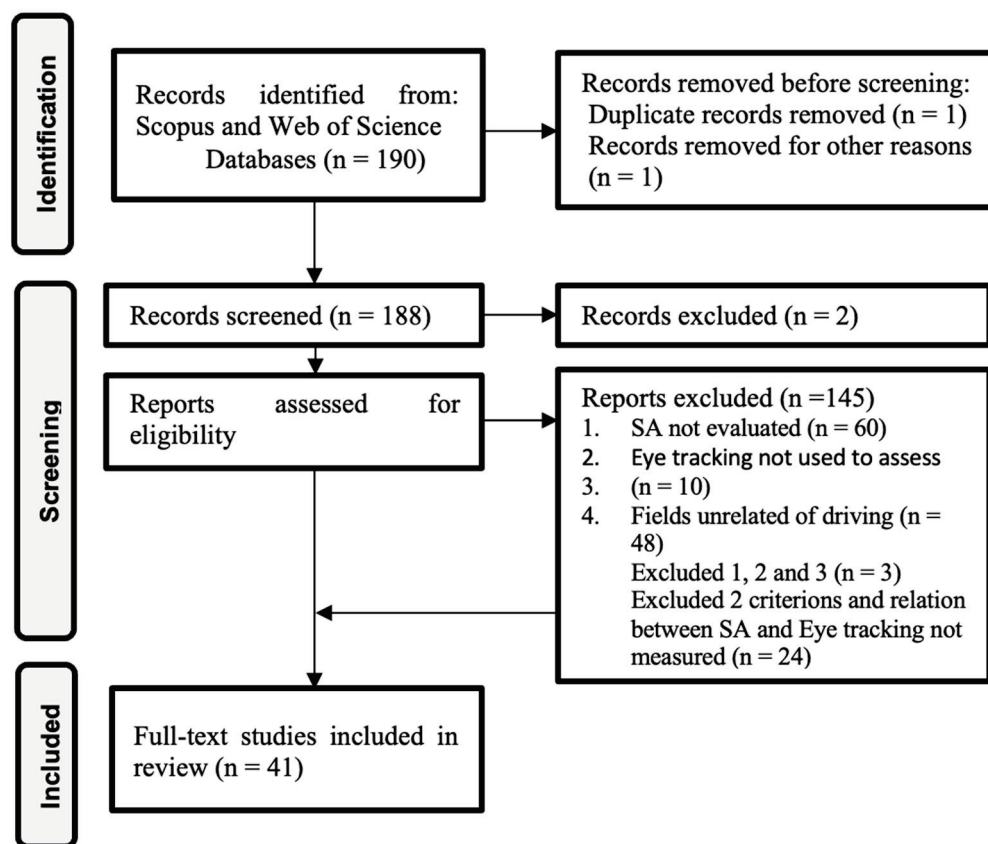 Identification
Records identified from:
Scopus and Web of Science
Databases (n = 190)
Records removed before screening:
Duplicate records removed (n = 1)
Records removed for other reasons
(n = 1)
Screening
Records screened (n = 188)
Records excluded (n = 2)
Reports assessed for
eligibility
Reports excluded (n =145)
1. SA not evaluated (n = 60)
2. Eye tracking not used to assess
3. (n = 10)
4. Fields unrelated of driving (n =
48)
Excluded 1, 2 and 3 (n = 3)
Excluded 2 criterions and relation
between SA and Eye tracking not
measured (n = 24)
Included
Full-text studies included in
review (n = 41)